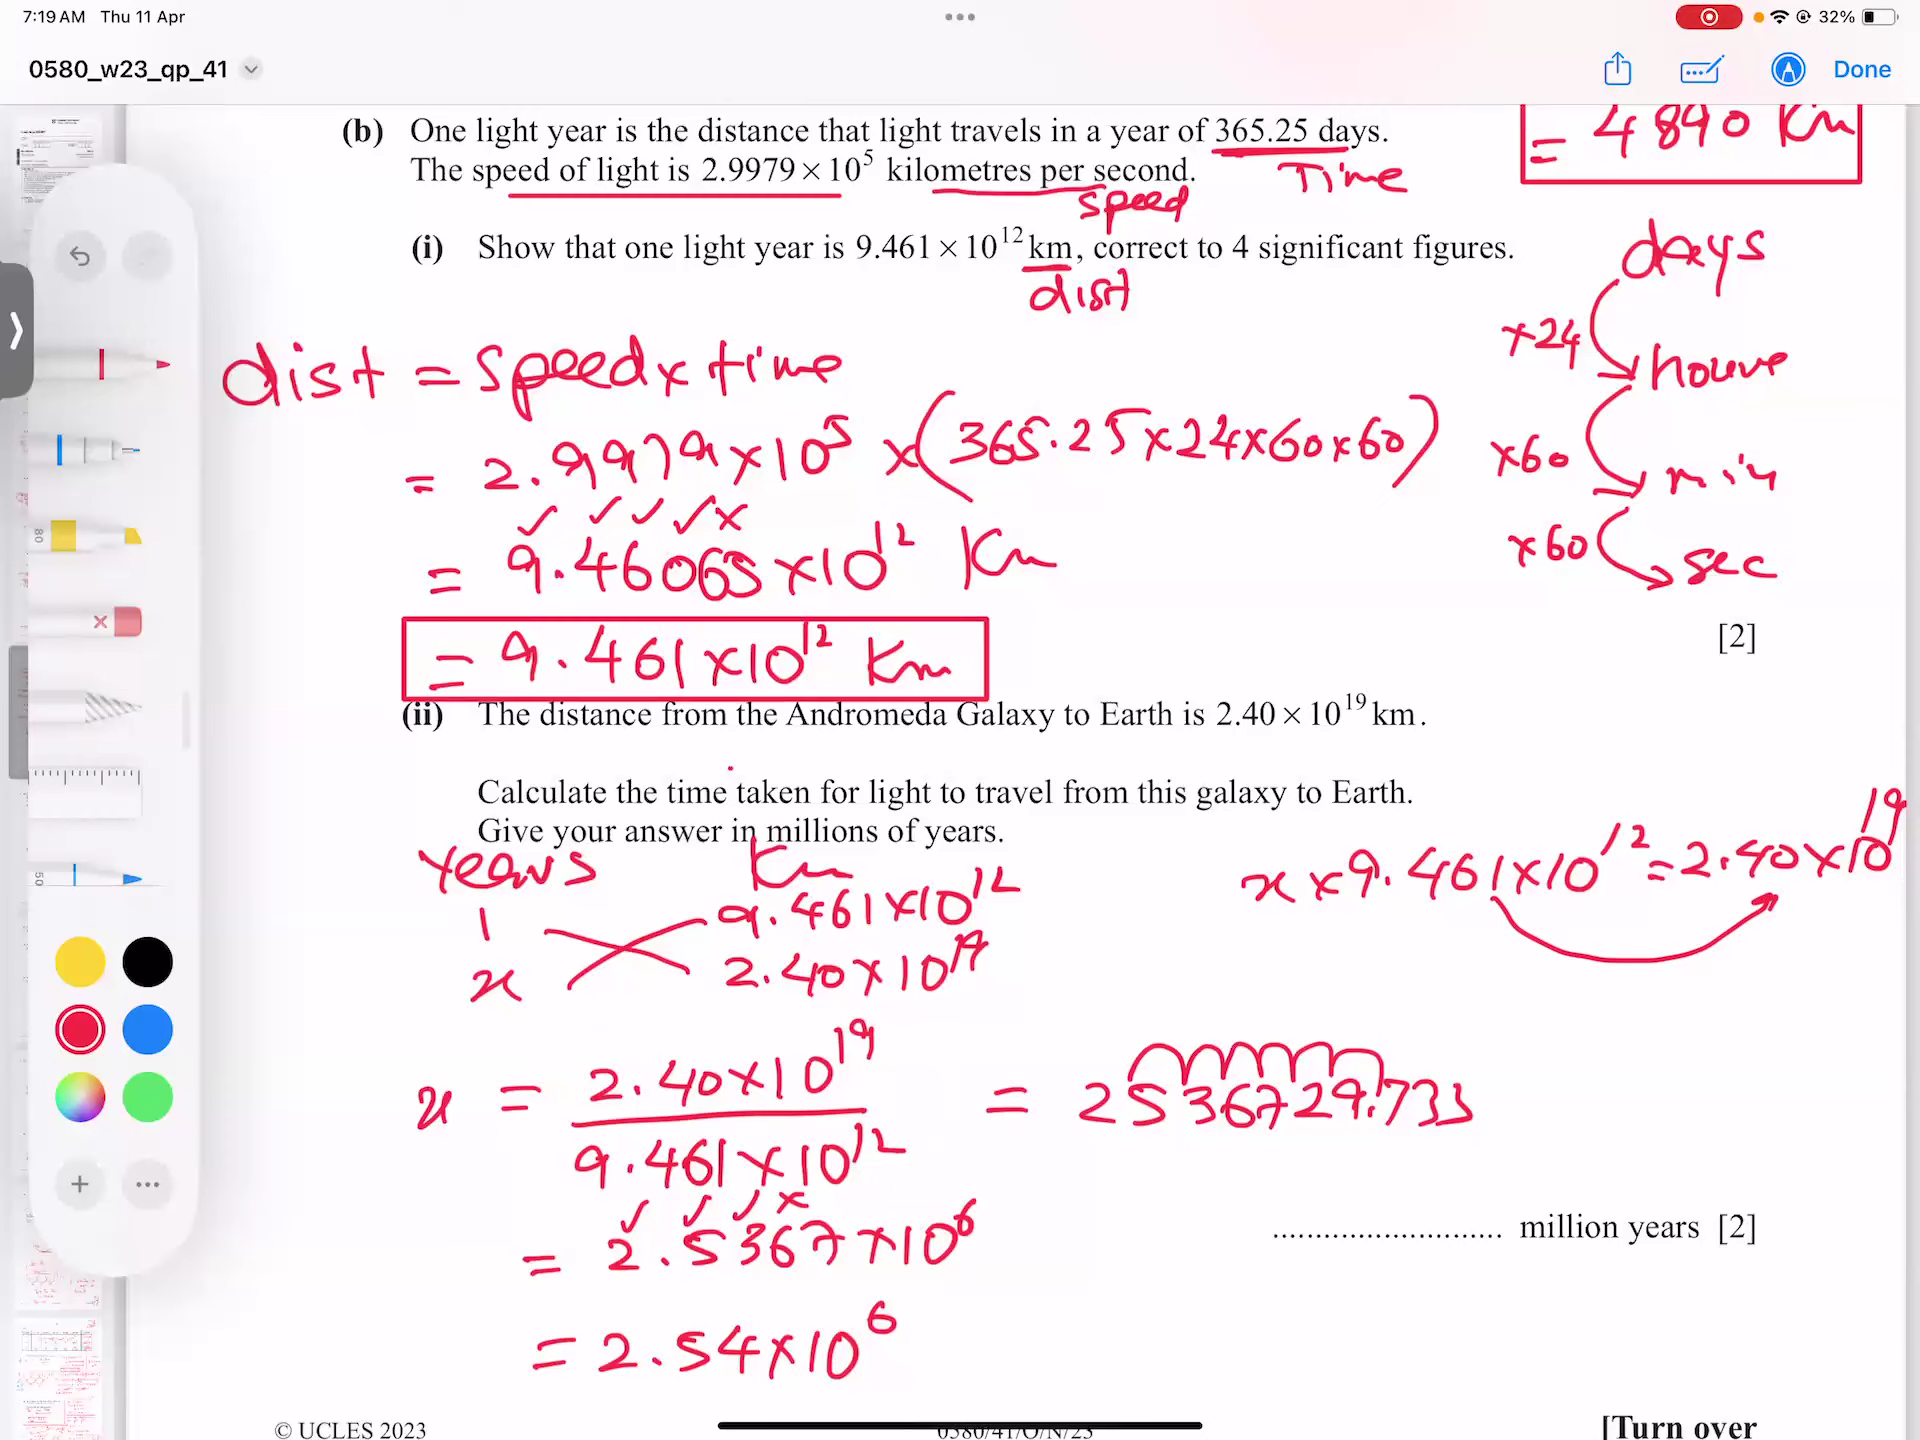 7:19 AM Thu 11 Apr
32%
0580_w23_qp_41
Done
= 4890 Km
(b) One light year is the distance that light travels in a year of 365.25 days.
The speed of light is 2.9979 × 10⁵ kilometres per second.
Time
speed
(i) Show that one light year is 9.461 × 10¹² km, correct to 4 significant figures.
dist
days
×24
hours
×60
min
×60
sec
dist = speed × time
= 2.9979 × 10⁵ × (365.25 × 24 × 60 × 60)
✓ ✓ ✓ ✓ ×
= 9.46065 × 10¹² Km
= 9.461 × 10¹² Km
[2]
(ii) The distance from the Andromeda Galaxy to Earth is 2.40 × 10¹⁹ km.
Calculate the time taken for light to travel from this galaxy to Earth.
Give your answer in millions of years.
Years Km
1 9.461 × 10¹²
x 2.40 × 10¹⁹
x × 9.461 × 10¹² = 2.40 × 10¹⁹
x = 2.40 × 10¹⁹ / 9.461 × 10¹² = 2536729.733
✓ ✓ ✓ ×
= 2.5367 × 10⁶
.......................... million years [2]
= 2.54 × 10⁶
© UCLES 2023
0580/41/O/N/23
[Turn over
80
50